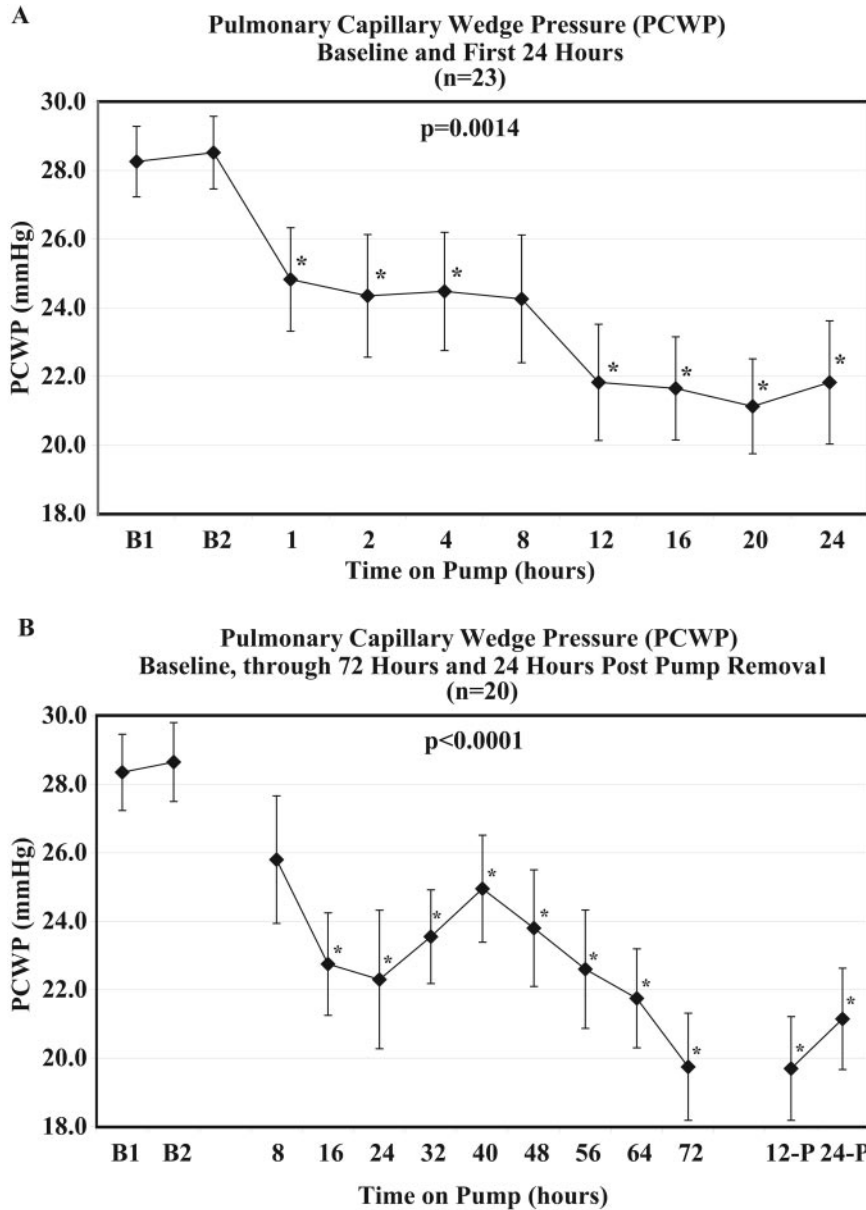 A
Pulmonary Capillary Wedge Pressure (PCWP)
Baseline and First 24 Hours
(n=23)
p=0.0014
PCWP (mmHg)
30.0
28.0
26.0
24.0
22.0
20.0
18.0
* * * * * * *
B1 B2 1 2 4 8 12 16 20 24
Time on Pump (hours)
B
Pulmonary Capillary Wedge Pressure (PCWP)
Baseline, through 72 Hours and 24 Hours Post Pump Removal
(n=20)
p<0.0001
PCWP (mmHg)
30.0
28.0
26.0
24.0
22.0
20.0
18.0
* * * * * * * * * *
B1 B2 8 16 24 32 40 48 56 64 72 12-P 24-P
Time on Pump (hours)